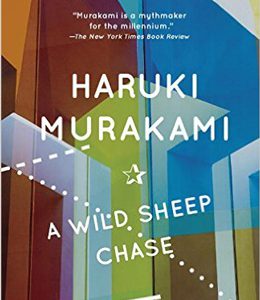 "Murakami is a mythmaker
for the millennium."
—The New York Times Book Review
HARUKI
MURAKAMI
A WILD SHEEP
CHASE